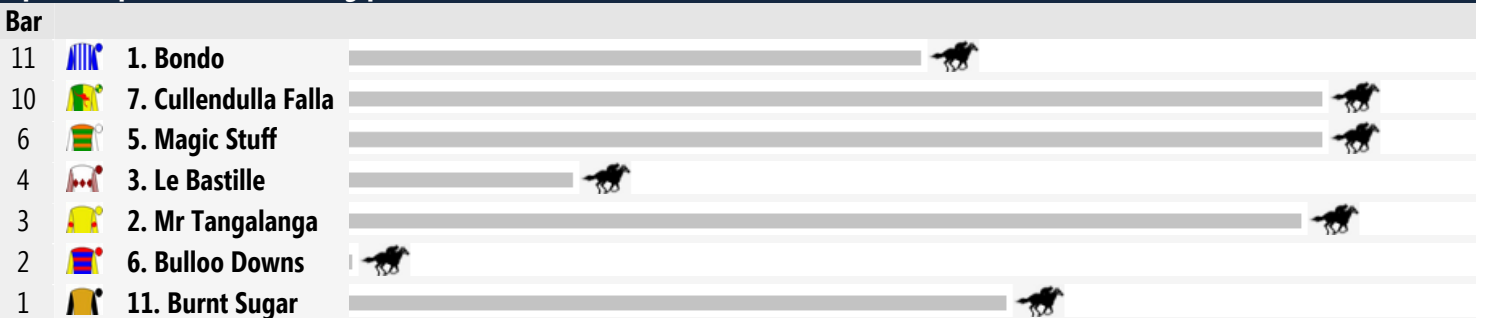 Bar
11 1. Bondo
10 7. Cullendulla Falla
6 5. Magic Stuff
4 3. Le Bastille
3 2. Mr Tangalanga
2 6. Bulloo Downs
1 11. Burnt Sugar